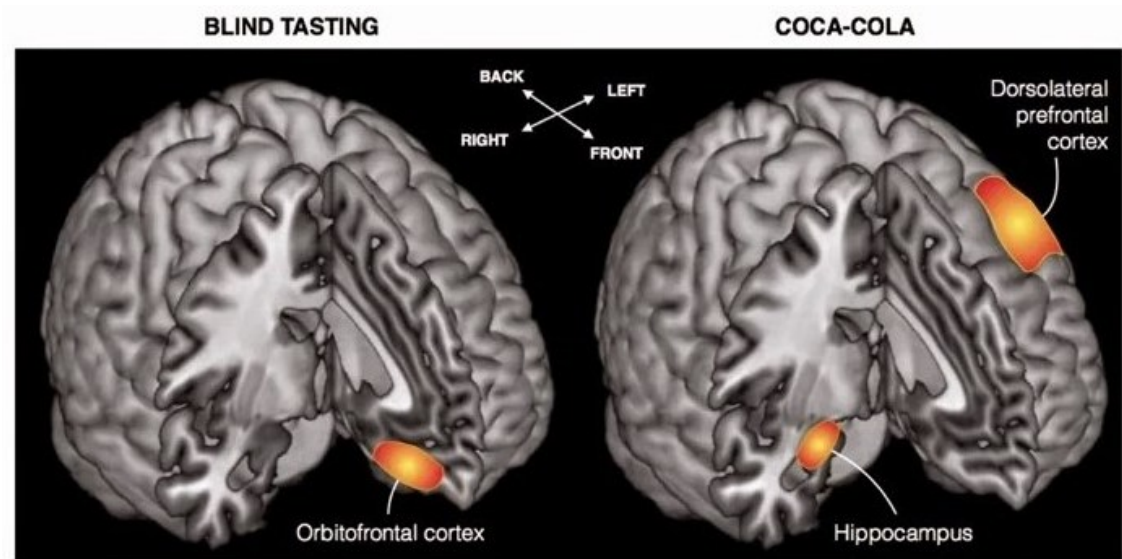 BLIND TASTING
COCA-COLA
BACK
LEFT
RIGHT
FRONT
Dorsolateral
prefrontal
cortex
Orbitofrontal cortex
Hippocampus